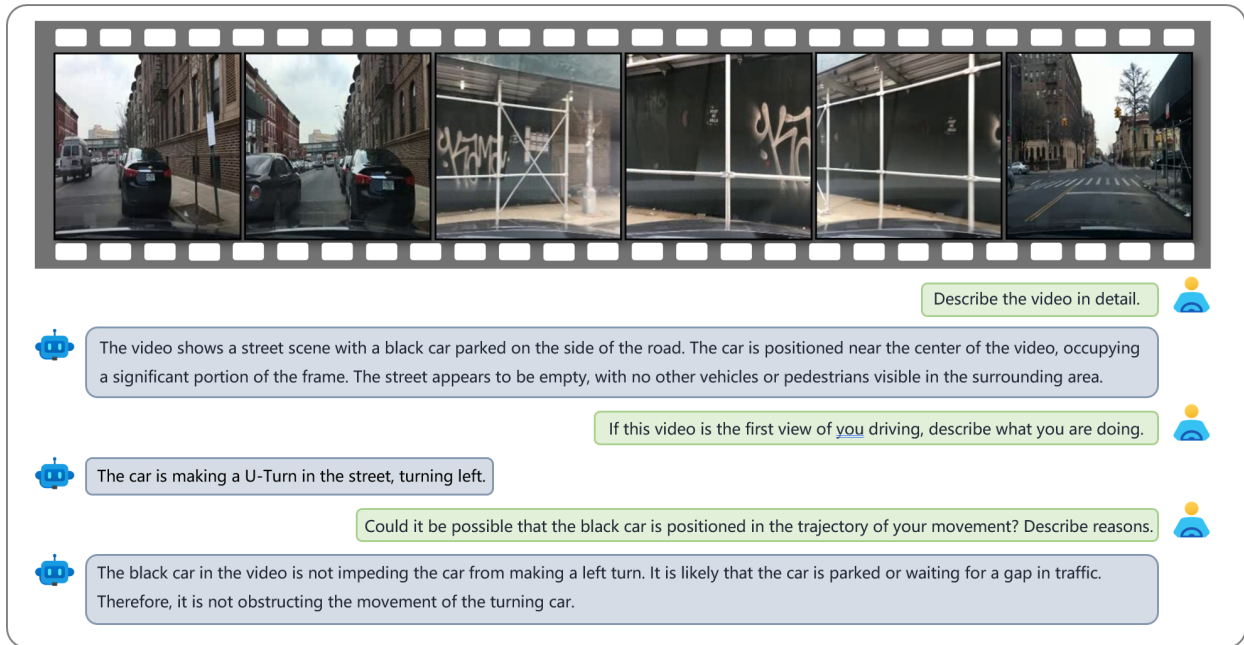 Describe the video in detail.
The video shows a street scene with a black car parked on the side of the road. The car is positioned near the center of the video, occupying
a significant portion of the frame. The street appears to be empty, with no other vehicles or pedestrians visible in the surrounding area.
If this video is the first view of you driving, describe what you are doing.
The car is making a U-Turn in the street, turning left.
Could it be possible that the black car is positioned in the trajectory of your movement? Describe reasons.
The black car in the video is not impeding the car from making a left turn. It is likely that the car is parked or waiting for a gap in traffic.
Therefore, it is not obstructing the movement of the turning car.